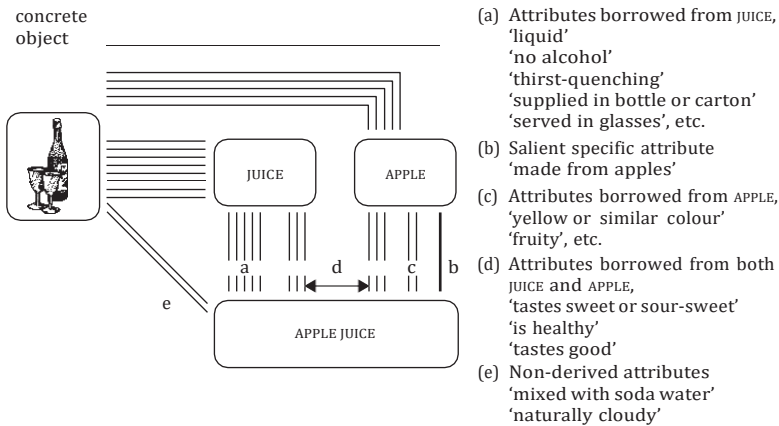 concrete
object
JUICE
APPLE
a
d
c
b
e
APPLE JUICE
(a) Attributes borrowed from JUICE,
‘liquid’
‘no alcohol’
‘thirst-quenching’
‘supplied in bottle or carton’
‘served in glasses’, etc.
(b) Salient specific attribute
‘made from apples’
(c) Attributes borrowed from APPLE,
‘yellow or similar colour’
‘fruity’, etc.
(d) Attributes borrowed from both
JUICE and APPLE,
‘tastes sweet or sour-sweet’
‘is healthy’
‘tastes good’
(e) Non-derived attributes
‘mixed with soda water’
‘naturally cloudy’